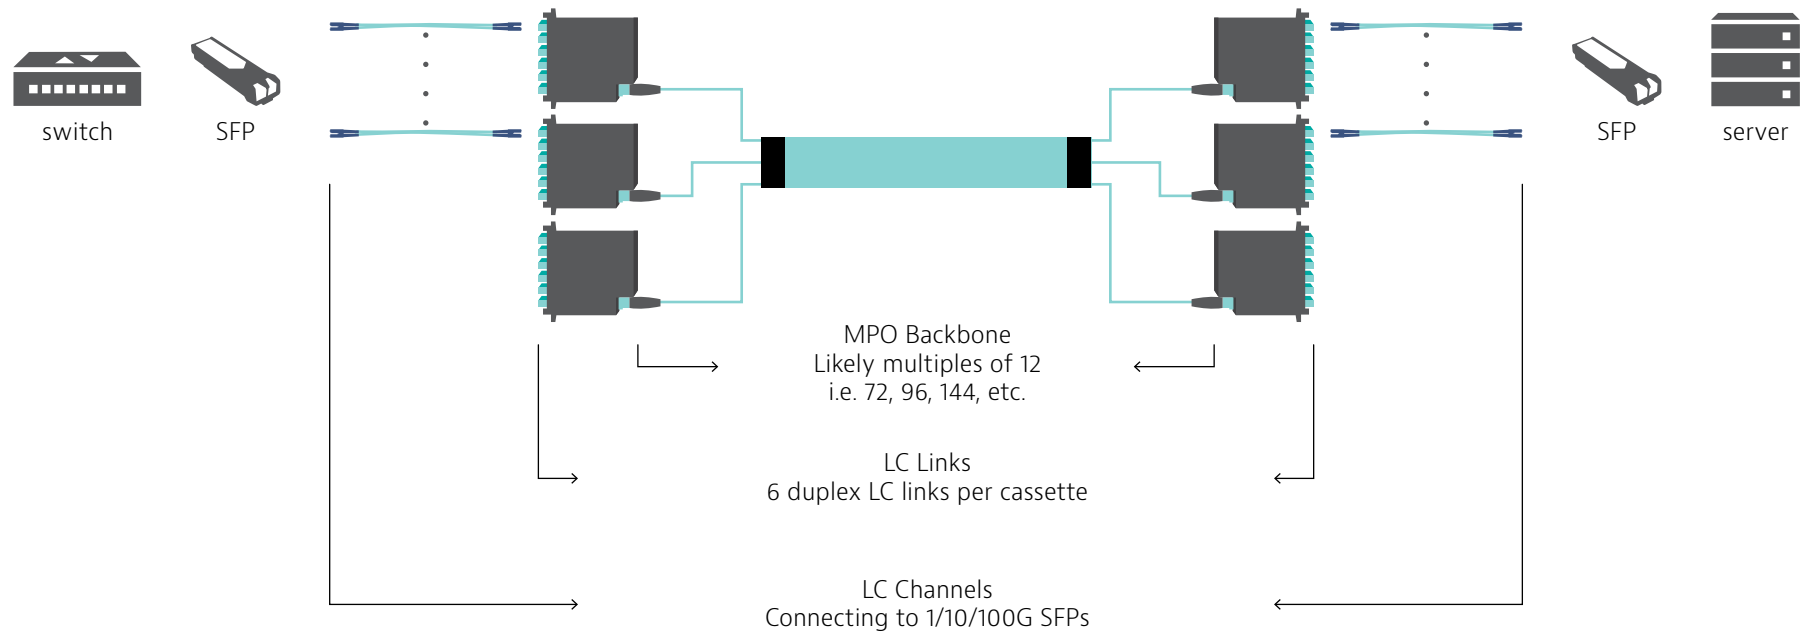 switch
SFP
SFP
server
MPO Backbone
Likely multiples of 12
i.e. 72, 96, 144, etc.
LC Links
6 duplex LC links per cassette
LC Channels
Connecting to 1/10/100G SFPs